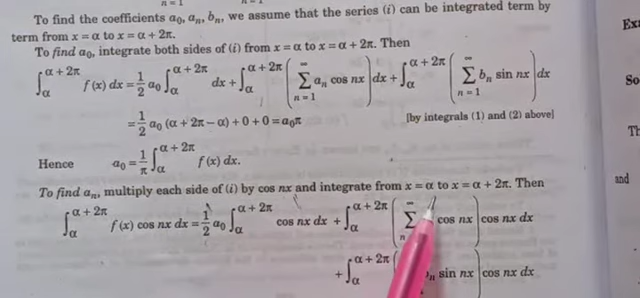 n = 1 n = 1
To find the coefficients a₀, aₙ, bₙ, we assume that the series (i) can be integrated term by
term from x = α to x = α + 2π.
To find a₀, integrate both sides of (i) from x = α to x = α + 2π. Then
∫_α^{α + 2π} f(x) dx = 1/2 a₀ ∫_α^{α + 2π} dx + ∫_α^{α + 2π} (∑_{n = 1}^∞ aₙ cos nx) dx + ∫_α^{α + 2π} (∑_{n = 1}^∞ bₙ sin nx) dx
= 1/2 a₀ (α + 2π – α) + 0 + 0 = a₀π [by integrals (1) and (2) above]
Hence a₀ = 1/π ∫_α^{α + 2π} f(x) dx.
To find aₙ, multiply each side of (i) by cos nx and integrate from x = α to x = α + 2π. Then
∫_α^{α + 2π} f(x) cos nx dx = 1/2 a₀ ∫_α^{α + 2π} cos nx dx + ∫_α^{α + 2π} (∑_n^∞ cos nx) cos nx dx
+ ∫_α^{α + 2π} ( ₙ sin nx) cos nx dx
Exa
So
Th
and